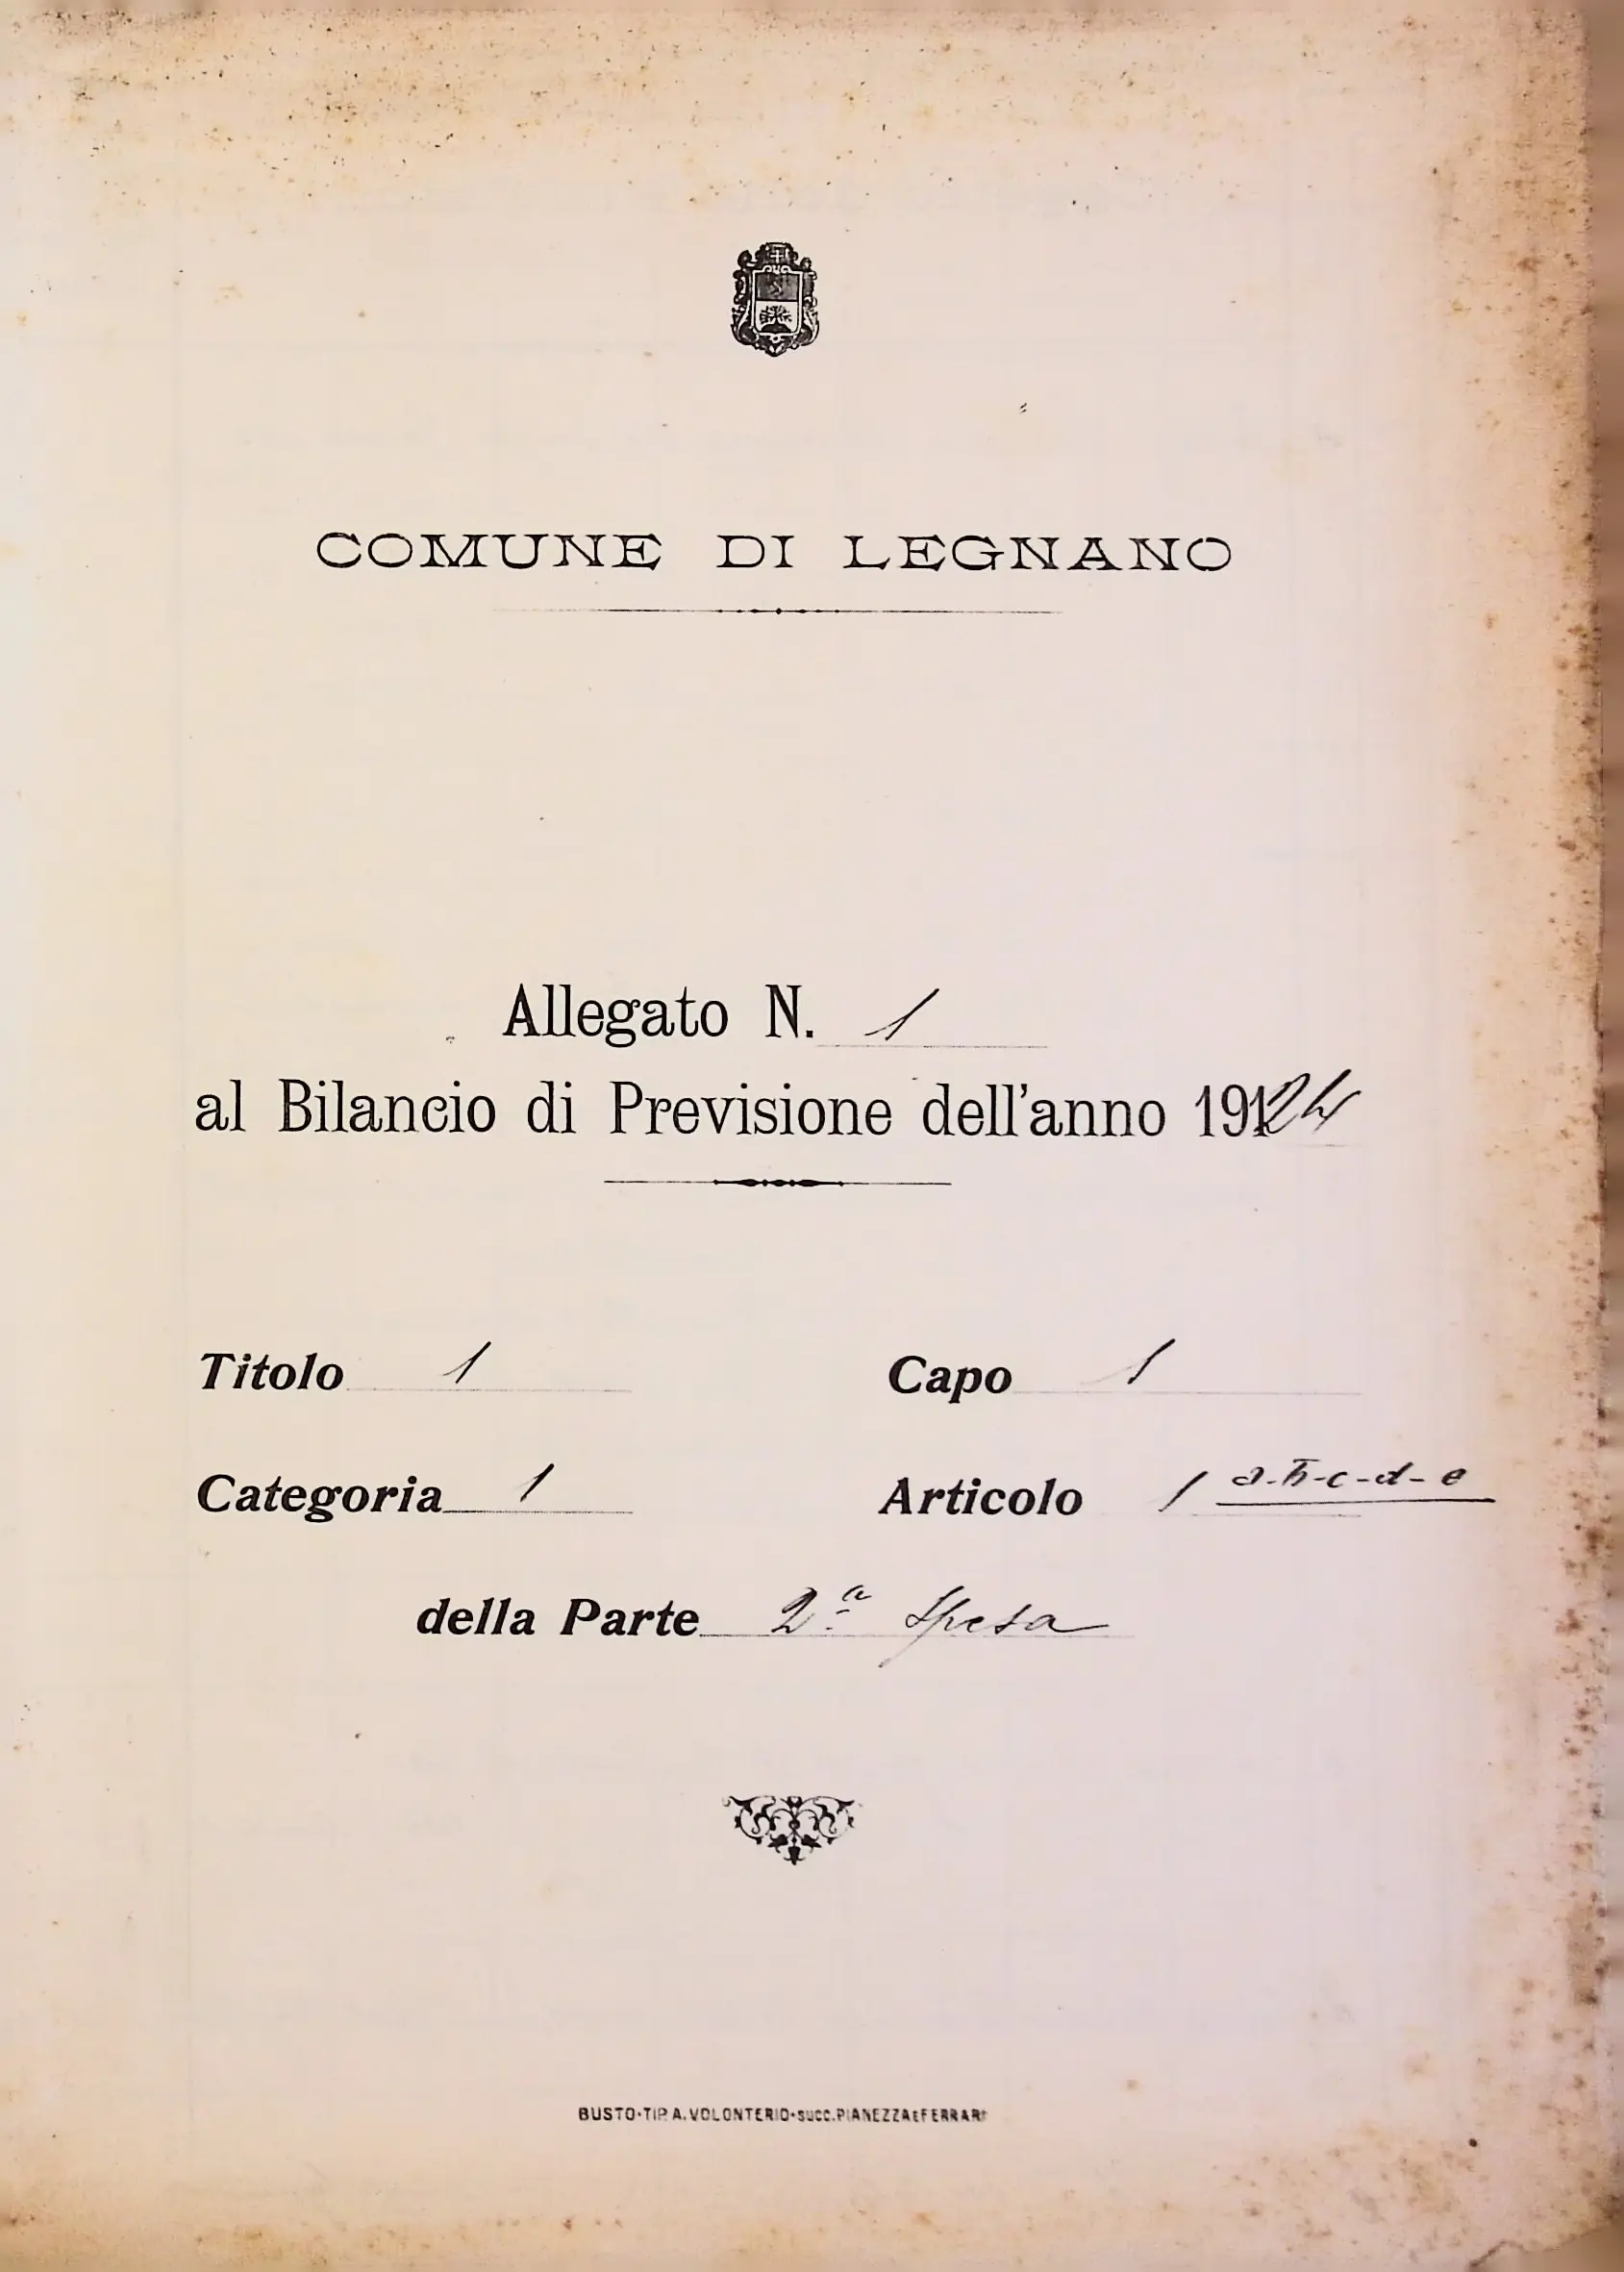 COMUNE DI LEGNANO
Allegato N. 1
al Bilancio di Previsione dell'anno 1924
Titolo 1 Capo 1
Categoria 1 Articolo 1 a-b-c-d-e
della Parte 2ª Spesa
BUSTO·TIP. A. VOLONTERIO·SUCC. PIANEZZA E FERRARI